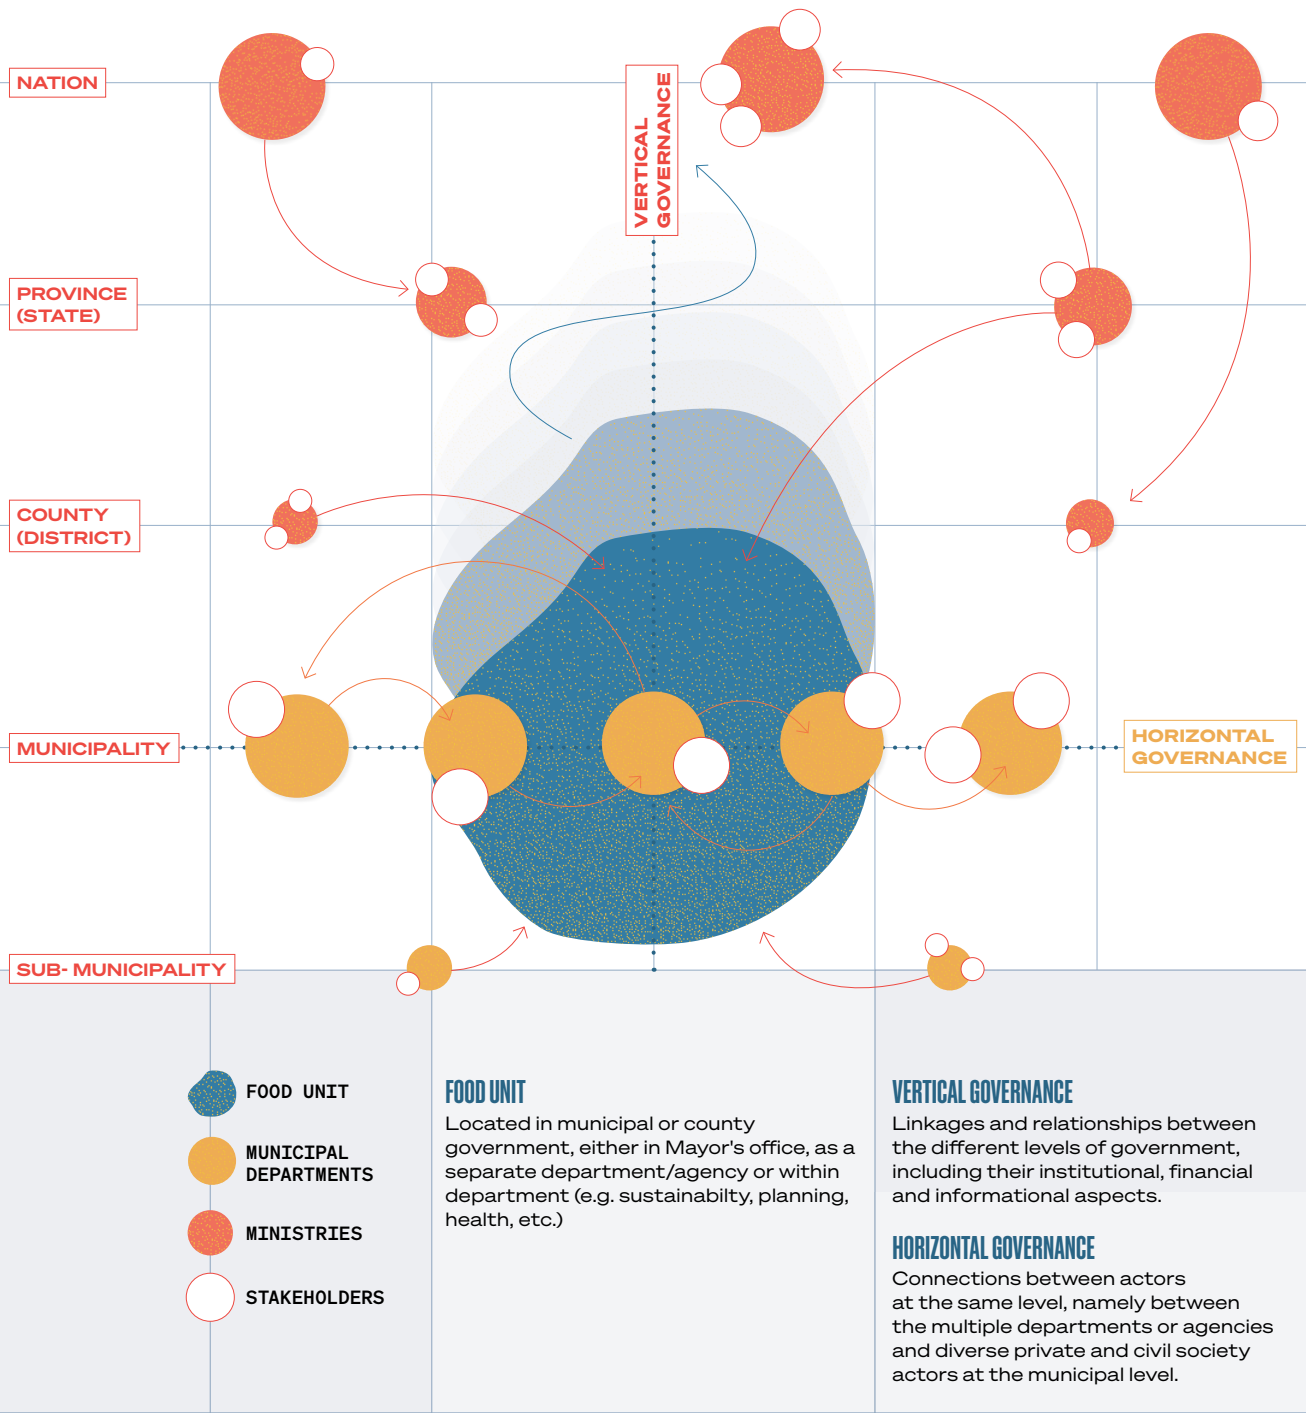 NATION
VERTICAL
GOVERNANCE
PROVINCE
(STATE)
COUNTY
(DISTRICT)
MUNICIPALITY
HORIZONTAL
GOVERNANCE
SUB- MUNICIPALITY
FOOD UNIT
MUNICIPAL
DEPARTMENTS
MINISTRIES
STAKEHOLDERS
FOOD UNIT
Located in municipal or county
government, either in Mayor's office, as a
separate department/agency or within
department (e.g. sustainabilty, planning,
health, etc.)
VERTICAL GOVERNANCE
Linkages and relationships between
the different levels of government,
including their institutional, financial
and informational aspects.
HORIZONTAL GOVERNANCE
Connections between actors
at the same level, namely between
the multiple departments or agencies
and diverse private and civil society
actors at the municipal level.